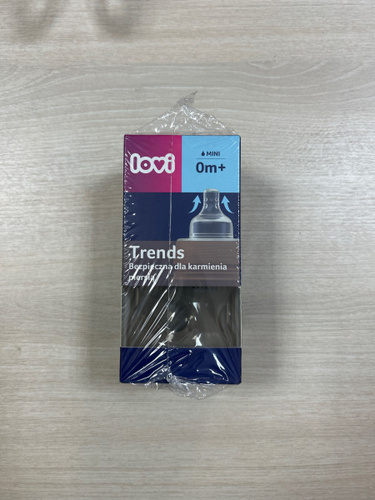 lovi
MINI
0m+
Trends
Bezpieczna dla karmienia
piersią